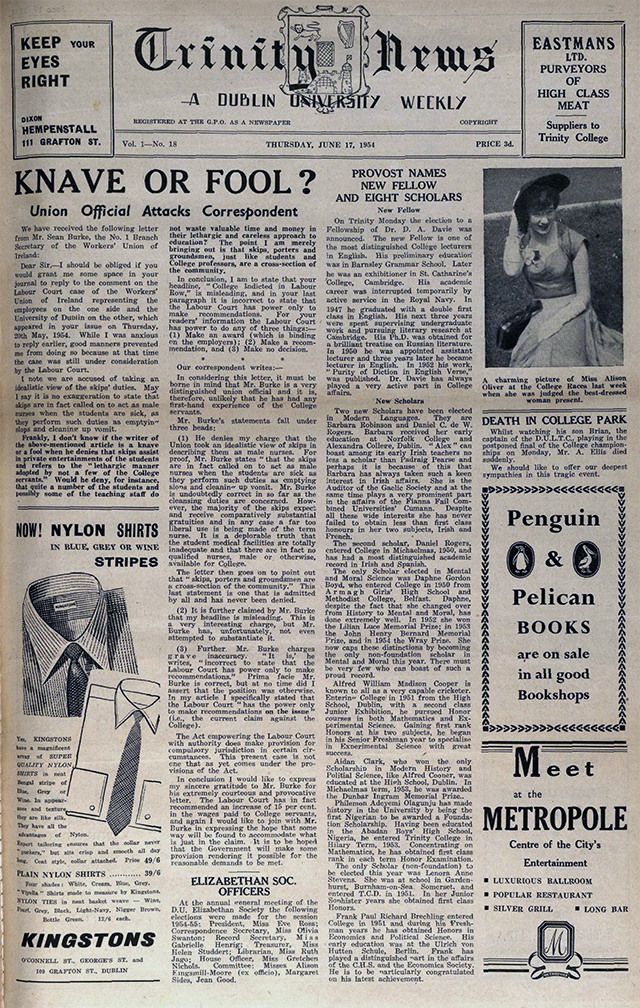 KEEP YOUR
EYES
RIGHT
DIXON
HEMPENSTALL
111 GRAFTON ST.
Trinity News
A DUBLIN UNIVERSITY WEEKLY
REGISTERED AT THE G.P.O. AS A NEWSPAPER
COPYRIGHT
Vol. 1—No. 18
THURSDAY, JUNE 17, 1954
PRICE 3d.
EASTMANS
LTD.
PURVEYORS
OF
HIGH CLASS
MEAT
Suppliers to
Trinity College
KNAVE OR FOOL?
Union Official Attacks Correspondent
We have received the following letter
from Mr. Sean Burke, the No. 1 Branch
Secretary of the Workers' Union of
Ireland:
Dear Sir,—I should be obliged if you
would grant me some space in your
journal to reply to the comment on the
Labour Court case of the Workers'
Union of Ireland representing the
employees on the one side and the
University of Dublin on the other, which
appeared in your issue on Thursday,
20th May, 1954. While I was anxious
to reply earlier, good manners prevented
me from doing so because at that time
the case was still under consideration
by the Labour Court.
I note we are accused of taking an
idealistic view of the skips' duties. May
I say it is no exaggeration to state that
skips are in fact called on to act as male
nurses when the students are sick, as
they perform such duties as emptying
slops and cleaning up vomit.
Frankly, I don't know if the writer of
the above-mentioned article is a knave
or a fool when he denies that skips assist
in private entertainments of the students
and refers to the "lethargic manner
adopted by not a few of the College
servants." Would he deny, for instance,
that quite a number of the students and
possibly some of the teaching staff do
not waste valuable time and money in
their lethargic and careless approach to
education? The point I am merely
bringing out is that skips, porters and
groundsmen, just like students and
College professors, are a cross-section of
the community.
In conclusion, I am to state that your
headline, "College Indicted in Labour
Row," is misleading, and in your last
paragraph it is incorrect to state that
the Labour Court has power only to
make recommendations. For your
readers' information the Labour Court
has power to do any of three things:—
(1) Make an award (which is binding
on the employers); (2) Make a recom-
mendation, and (3) Make no decision.
* * *
Our correspondent writes:—
In considering this letter, it must be
borne in mind that Mr. Burke is a very
distinguished union official and it is,
therefore, unlikely that he has had any
first-hand experience of the College
servants.
Mr. Burke's statements fall under
three heads:
(1) He denies my charge that the
Union took an idealistic view of skips in
describing them as male nurses. For
proof, Mr. Burke states "that the skips
are in fact called on to act as male
nurses when the students are sick as
they perform such duties as emptying
slops and cleaning up vomit. Mr. Burke
is undoubtedly correct in so far as the
cleansing duties are concerned. How-
ever, the majority of the skips expect
and receive comparatively substantial
gratuities and in any case a far too
liberal use is being made of the term
nurse. It is a deplorable truth that the
student medical facilities are totally
inadequate and that there are in fact no
qualified nurses, male or otherwise,
available for College.
The letter then goes on to point out
that "skips, porters and groundsmen are
a cross-section of the community." This
last statement is one that is admitted
by all and has never been denied.
(2) It is further claimed by Mr. Burke
that my headline is misleading. This is
a very interesting charge, but Mr.
Burke has, unfortunately, not even
attempted to substantiate it.
(3) Further, Mr. Burke charges
grave inaccuracy. "It is," he
writes, "incorrect to state that the
Labour Court has power only to make
recommendations." Prima facie Mr.
Burke is correct, but at no time did I
assert that the position was otherwise.
In my article I specifically stated that
the Labour Court "has the power only
to make recommendations on the issue"
(i.e., the current claim against the
College).
The Act empowering the Labour Court
with authority does make provision for
compulsory jurisdiction in certain cir-
cumstances. This present case is not
one that as yet comes under the pro-
visions of the Act.
In conclusion I would like to express
my sincere gratitude to Mr. Burke for
his extremely courteous and provocative
letter. The Labour Court has in fact
recommended an increase of 15 per cent.
in the wages paid to College servants,
and again I would like to join with Mr.
Burke in expressing the hope that some
way will be found to accommodate what
is just in the claim. It is to be hoped
that the Government will make some
provision rendering it possible for the
reasonable demands to be met.
ELIZABETHAN SOC.
OFFICERS
At the annual general meeting of the
D.U. Elizabethan Society the following
elections were made for the session
1954-55: President, Miss Eve Ross;
Correspondence Secretary, Miss Olivia
Swanton; Record Secretary, Miss
Gabrielle Henrig; Treasurer, Miss
Helen Studdert; Librarian, Miss Ruth
Jago; House Officer, Miss Gretchen
Nichols. Committee: Misses Alison
Kingsmill-Moore (ex officio), Margaret
Sides, Jean Good.
NOW! NYLON SHIRTS
IN BLUE, GREY OR WINE
STRIPES
Yes, KINGSTONS
have a magnificent
array of SUPER
QUALITY NYLON
SHIRTS in neat
Bengal stripe of
Blue, Grey or
Wine. In appear-
ance and texture
they are like silk.
They have all the
advantages of Nylon.
Expert tailoring ensures that the collar never
"puckers," but sits crisp and smooth all day
long. Coat style, collar attached. Price 49/6
PLAIN NYLON SHIRTS .......... 39/6
Four shades: White, Cream, Blue, Grey.
"Viyella" Shirts made to measure by Kingstons.
NYLON TIES in neat basket weave — Wine,
Pearl, Grey, Black, Light-Navy, Nigger Brown,
Bottle Green. 12/6 each.
KINGSTONS
O'CONNELL ST., GEORGE'S ST. and
109 GRAFTON ST., DUBLIN
PROVOST NAMES
NEW FELLOW
AND EIGHT SCHOLARS
New Fellow
On Trinity Monday the election to a
Fellowship of Dr. D. A. Davie was
announced. The new Fellow is one of
the most distinguished College lecturers
in English. His preliminary education
was in Barnsley Grammar School. Later
he was an exhibitioner in St. Catharine's
College, Cambridge. His academic
career was interrupted temporarily by
active service in the Royal Navy. In
1947 he graduated with a double first
class in English. His next three years
were spent supervising undergraduate
work and pursuing literary research at
Cambridge. His Ph.D. was obtained for
a brilliant treatise on Russian literature.
In 1950 he was appointed assistant
lecturer and three years later he became
lecturer in English. In 1952 his work,
"Purity of Diction in English Verse,"
was published. Dr. Davie has always
played a very active part in College
affairs.
New Scholars
Two new Scholars have been elected
in Modern Languages. They are
Barbara Robinson and Daniel C. de W.
Rogers. Barbara received her early
education at Norfolk College and
Alexandra College, Dublin. "Alex" can
boast among its early Irish teachers no
less a scholar than Padraig Pearse and
perhaps it is because of this that
Barbara has always taken such a keen
interest in Irish affairs. She is the
Auditor of the Gaelic Society and at the
same time plays a very prominent part
in the affairs of the Fianna Fail Com-
bined Universities' Cumann. Despite
all these wide interests she has never
failed to obtain less than first class
honours in her two subjects, Irish and
French.
The second scholar, Daniel Rogers,
entered College in Michaelmas, 1950, and
has had a most distinguished academic
record in Irish and Spanish.
The only Scholar elected in Mental
and Moral Science was Daphne Gordon
Boyd, who entered College in 1950 from
Armagh Girls' High School and
Methodist College, Belfast. Daphne,
despite the fact that she changed over
from History to Mental and Moral, has
done extremely well. In 1952 she won
the Lilian Luce Memorial Prize; in 1953
the John Henry Bernard Memorial
Prize, and in 1954 the Wray Prize. She
now caps these distinctions by becoming
the only non-foundation scholar in
Mental and Moral this year. There must
be very few who can boast of such a
proud record.
Alfred William Madison Cooper is
known to all as a very capable cricketer.
Entering College in 1951 from the High
School, Dublin, with a second class
Junior Exhibition, he pursued Honor
courses in both Mathematics and Ex-
perimental Science. Gaining first rank
Honors at his two subjects, he began
in his Senior Freshman year to specialise
in Experimental Science with great
success.
Aidan Clark, who won the only
Scholarship in Modern History and
Political Science, like Alfred Cooper, was
educated at the High School, Dublin. In
Michaelmas term, 1953, he was awarded
the Dunbar Ingram Memorial Prize.
Philemon Adeyemi Olagunju has made
history in the University by being the
first Nigerian to be awarded a Founda-
tion Scholarship. Having been educated
in the Abadan Boys' High School,
Nigeria, he entered Trinity College in
Hilary Term, 1953. Concentrating on
Mathematics, he has obtained first class
rank in each term Honor Examination.
The only Scholar (non-foundation) to
be elected this year was Lenore Anne
Stevens. She was at school in Garden-
hurst, Burnham-on-Sea, Somerset, and
entered T.C.D. in 1951. In her Junior
Sophister years she obtained first class
Honors.
Frank Paul Richard Brechling entered
College in 1951 and during his Fresh-
man years he has obtained Honors in
Economics and Political Science. His
early education was at the Ulrich von
Hutten Schule, Berlin. Frank has
played a distinguished part in the affairs
of the C.H.S. and the Economics Society.
He is to be particularly congratulated
on his latest achievement.
A charming picture of Miss Alison
Oliver at the College Races last week
when she was judged the best-dressed
woman present.
DEATH IN COLLEGE PARK
Whilst watching his son Brian, the
captain of the D.U.L.T.C., playing in the
postponed final of the College champion-
ships on Monday, Mr. A. Ellis died
suddenly.
We should like to offer our deepest
sympathies in this tragic event.
Penguin
&
Pelican
BOOKS
are on sale
in all good
Bookshops
Meet
at the
METROPOLE
Centre of the City's
Entertainment
LUXURIOUS BALLROOM
POPULAR RESTAURANT
SILVER GRILL
LONG BAR
M